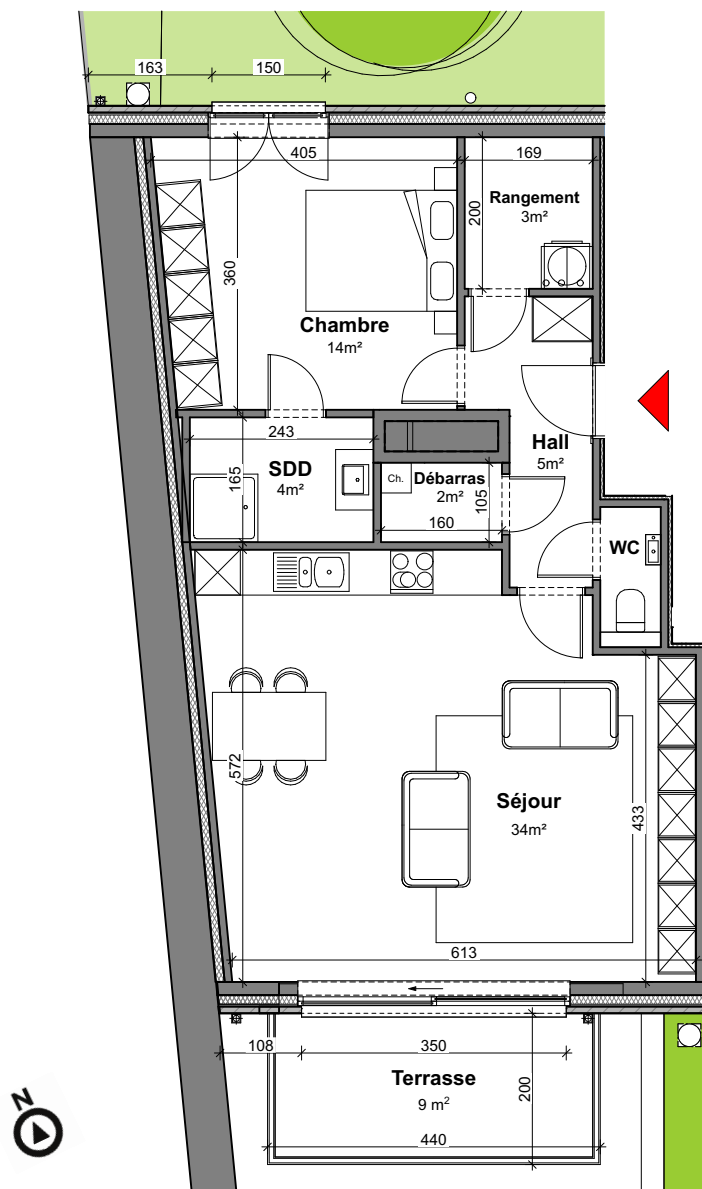 163
150
405
169
Rangement
3m²
200
360
Chambre
14m²
Hall
5m²
243
SDD
4m²
165
Ch.
Débarras
2m²
105
160
WC
572
Séjour
34m²
433
613
108
350
Terrasse
9 m²
200
440
N